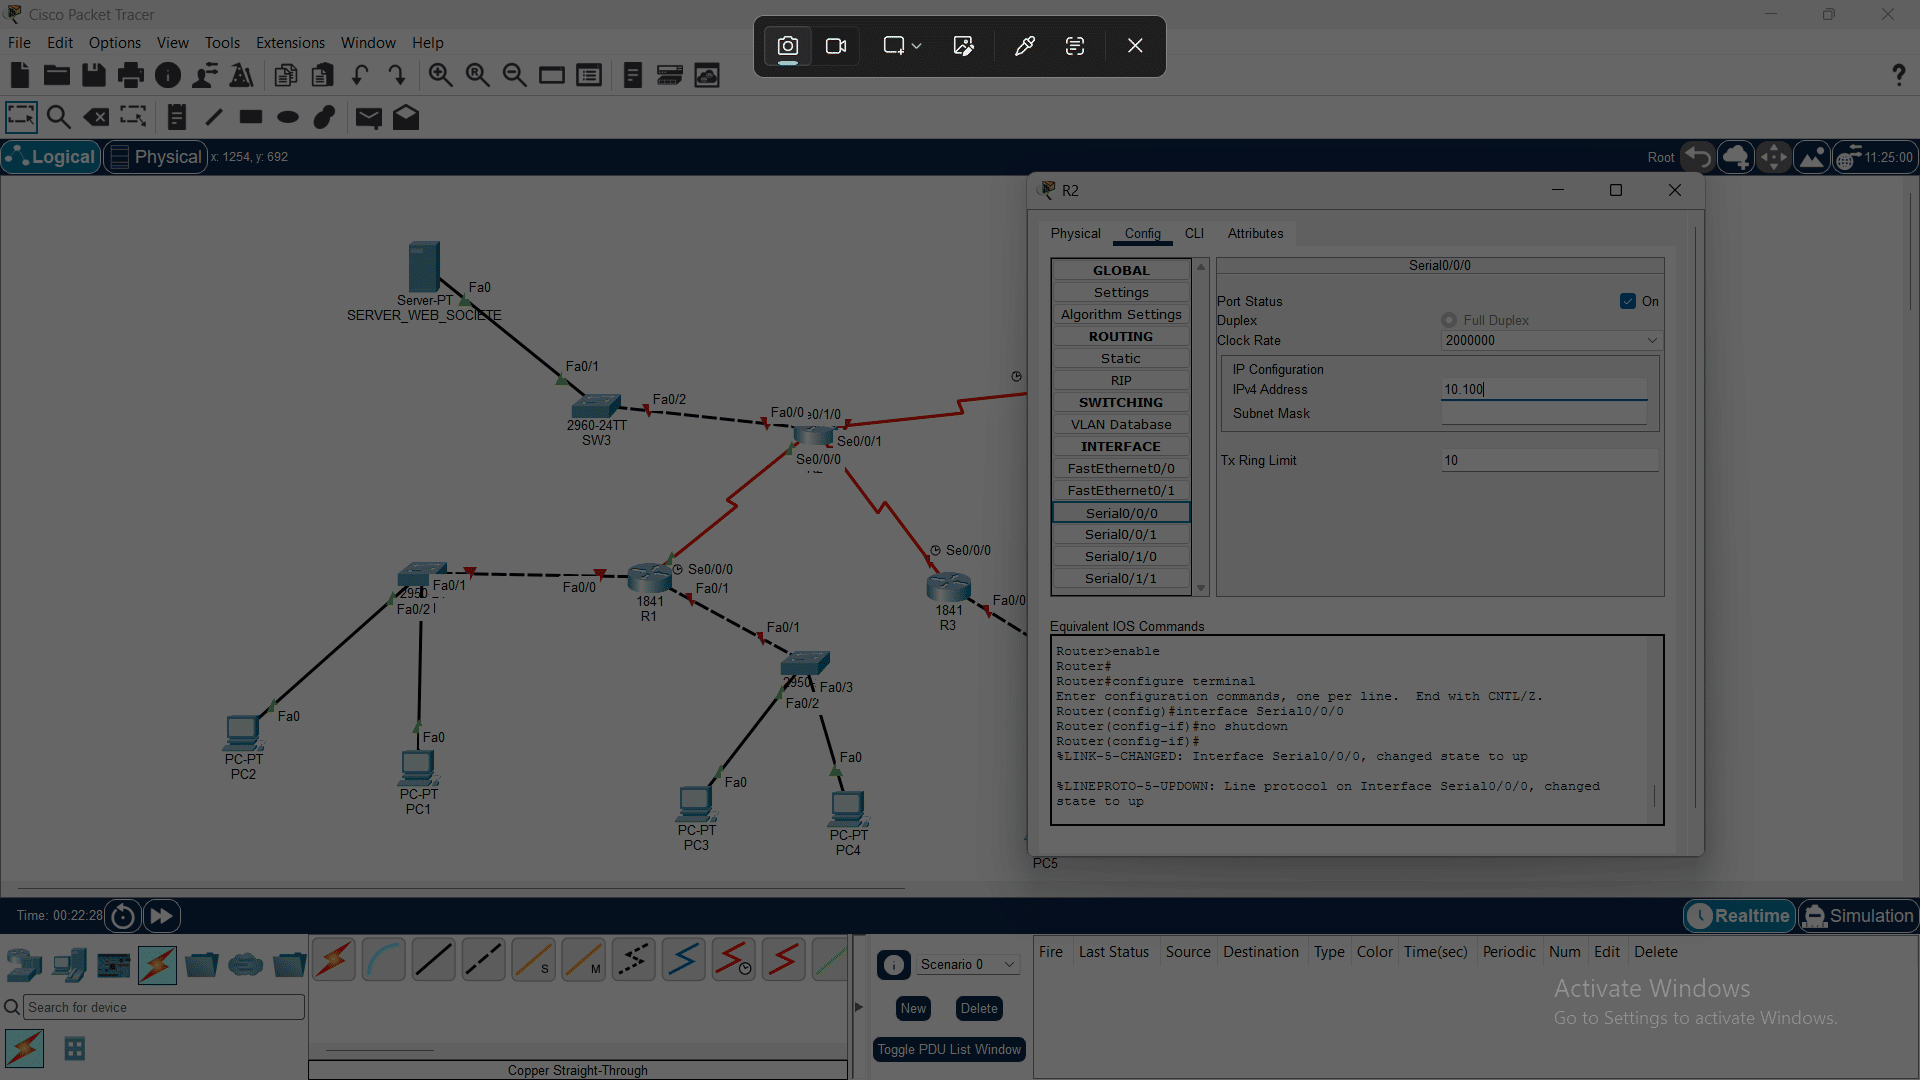 Cisco Packet Tracer
File Edit Options View Tools Extensions Window Help
Logical Physical x: 1254, y: 692
Root 11:25:00
R2
Physical Config CLI Attributes
GLOBAL
Settings
Algorithm Settings
ROUTING
Static
RIP
SWITCHING
VLAN Database
INTERFACE
FastEthernet0/0
FastEthernet0/1
Serial0/0/0
Serial0/0/1
Serial0/1/0
Serial0/1/1
Serial0/0/0
Port Status On
Duplex Full Duplex
Clock Rate 2000000
IP Configuration
IPv4 Address 10.100
Subnet Mask
Tx Ring Limit 10
Equivalent IOS Commands
Router>enable
Router#
Router#configure terminal
Enter configuration commands, one per line. End with CNTL/Z.
Router(config)#interface Serial0/0/0
Router(config-if)#no shutdown
Router(config-if)#
%LINK-5-CHANGED: Interface Serial0/0/0, changed state to up
%LINEPROTO-5-UPDOWN: Line protocol on Interface Serial0/0/0, changed
state to up
Fa0
Server-PT
SERVER_WEB_SOCIETE
Fa0/1
Fa0/2
2960-24TT
SW3
Fa0/0 e0/1/0
Se0/0/1
Se0/0/0
Se0/0/0
1841
R3
Fa0/0
Fa0/1
2950-
Fa0/2
Fa0/0
Se0/0/0
Fa0/1
1841
R1
Fa0/1
2950-
Fa0/3
Fa0/2
Fa0
PC-PT
PC2
Fa0
PC-PT
PC1
Fa0
PC-PT
PC3
Fa0
PC-PT
PC4
PC5
Time: 00:22:28
Realtime Simulation
Search for device
S M
Copper Straight-Through
Scenario 0
New Delete
Toggle PDU List Window
Fire Last Status Source Destination Type Color Time(sec) Periodic Num Edit Delete
Activate Windows
Go to Settings to activate Windows.